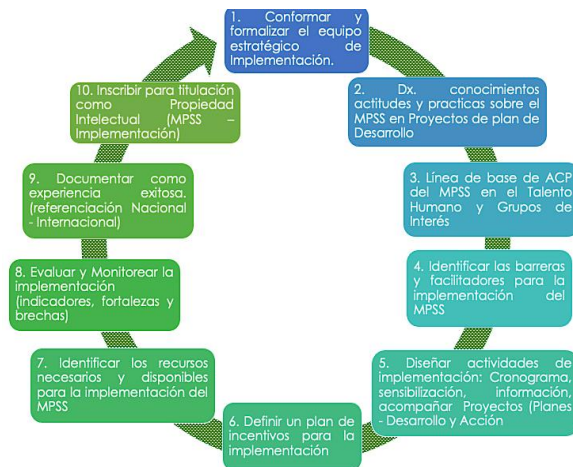 1. Conformar y
formalizar el equipo
estratégico de
Implementación.
2. Dx. conocimientos
actitudes y practicas sobre el
MPSS en Proyectos de plan de
Desarrollo
3. Línea de base de ACP
del MPSS en el Talento
Humano y Grupos de
Interés
4. Identificar las barreras
y facilitadores para la
implementación del
MPSS
5. Diseñar actividades de
implementación: Cronograma,
sensibilización, información,
acompañar Proyectos (Planes
- Desarrollo y Acción
6. Definir un plan de
incentivos para la
implementación
7. Identificar los recursos
necesarios y disponibles
para la implementación del
MPSS
8. Evaluar y Monitorear la
implementación
(indicadores, fortalezas y
brechas)
9. Documentar como
experiencia exitosa.
(referenciación Nacional
- Internacional)
10. Inscribir para titulación
como Propiedad
Intelectual (MPSS –
Implementación)